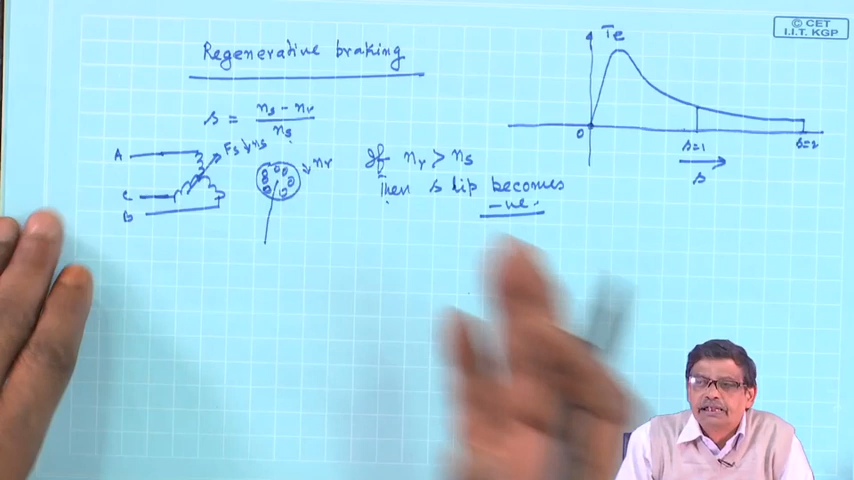 © CET
I.I.T. KGP
Regenerative braking
s = (ns - nr) / ns
A
C
B
Fs ns
nr
If nr > ns
Then slip becomes
-ve.
Te
0
s=1
s=2
s